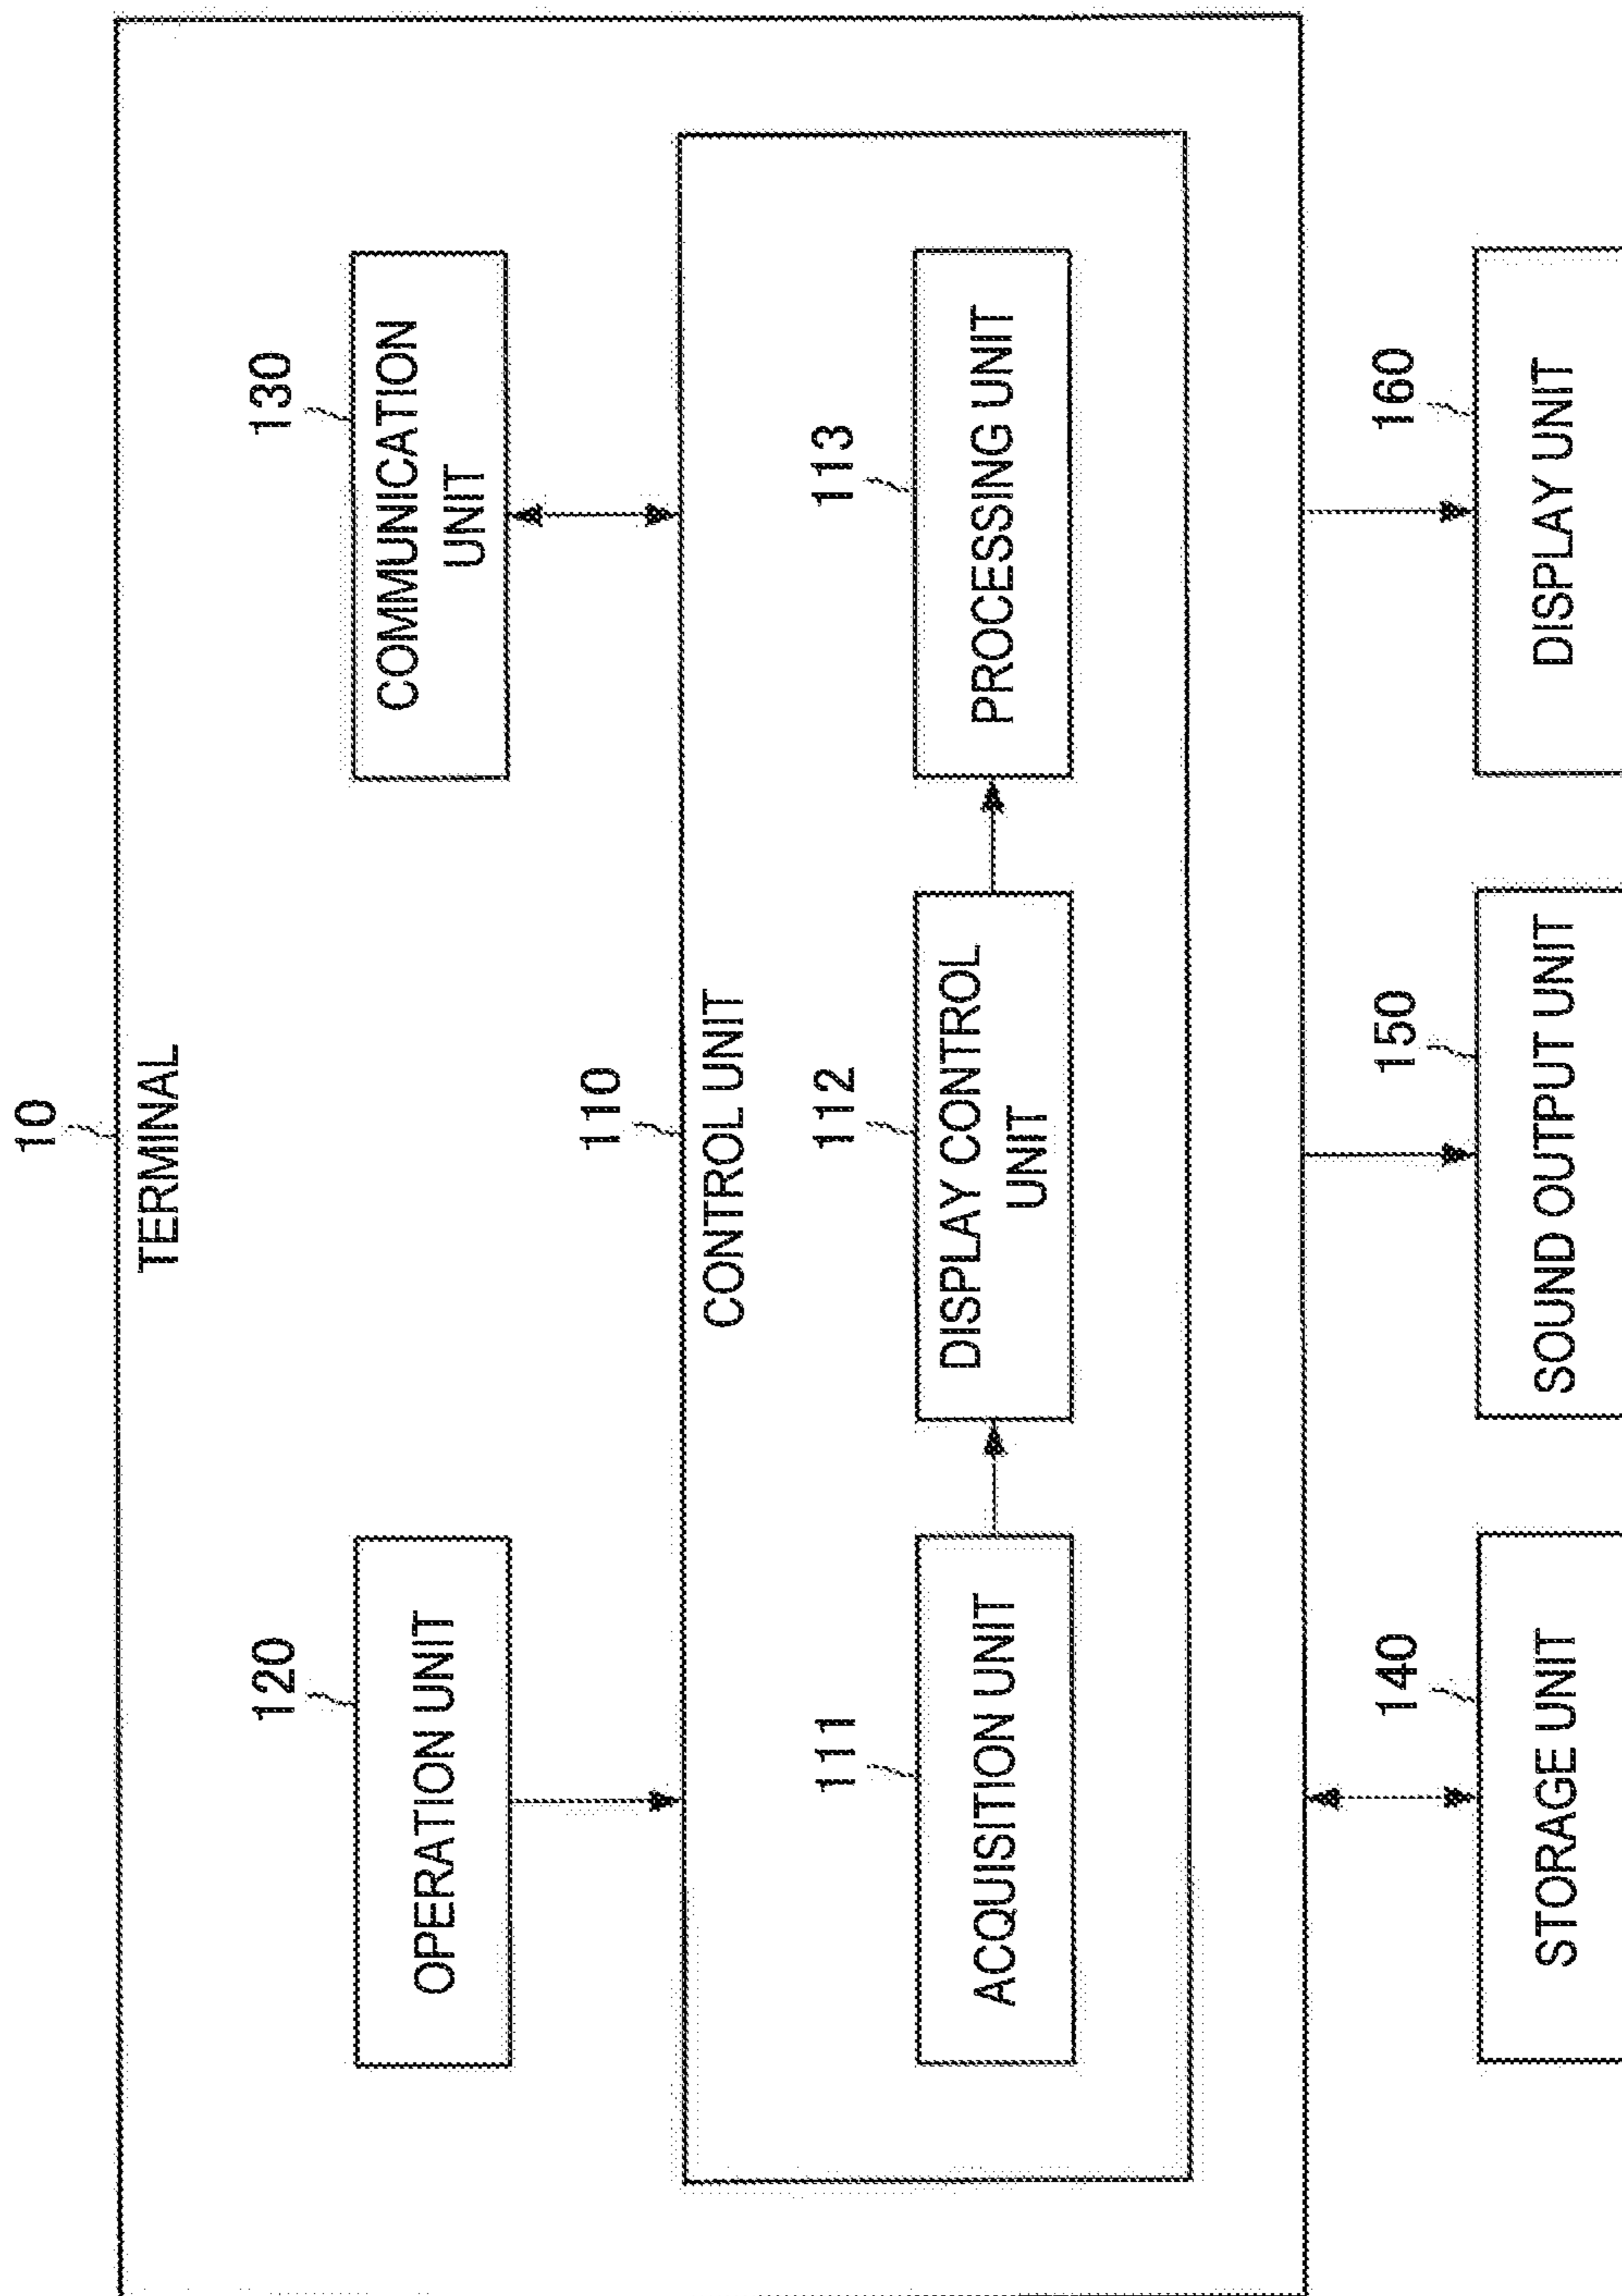 10
TERMINAL
120
OPERATION UNIT
130
COMMUNICATION
UNIT
110
CONTROL UNIT
111
ACQUISITION UNIT
112
DISPLAY CONTROL
UNIT
113
PROCESSING UNIT
140
STORAGE UNIT
150
SOUND OUTPUT UNIT
160
DISPLAY UNIT